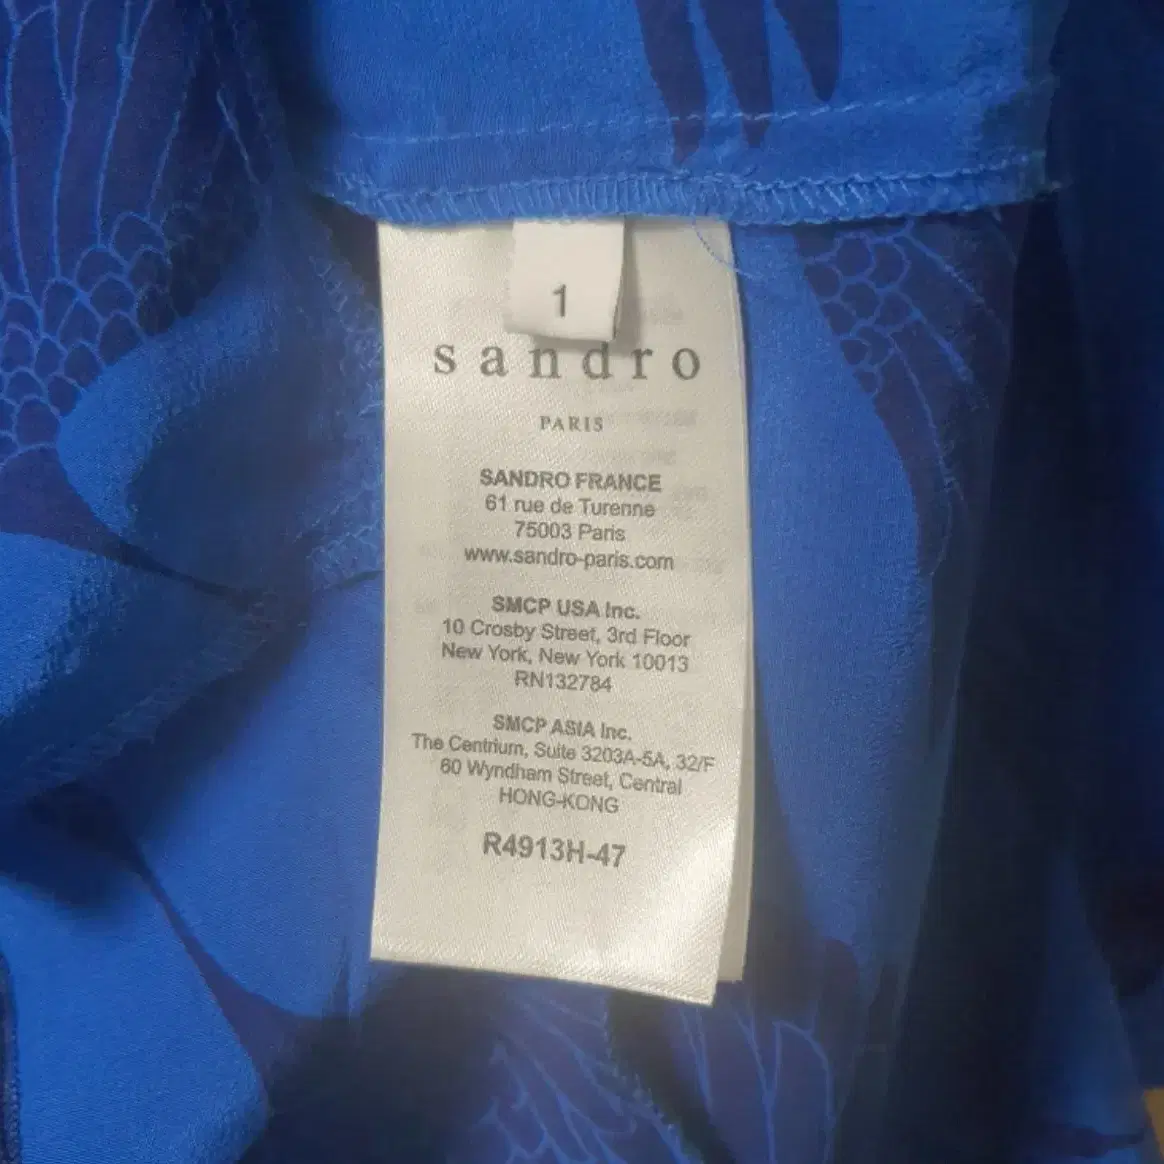 1
sandro
PARIS
SANDRO FRANCE
61 rue de Turenne
75003 Paris
www.sandro-paris.com
SMCP USA Inc.
10 Crosby Street, 3rd Floor
New York, New York 10013
RN132784
SMCP ASIA Inc.
The Centrium, Suite 3203A-5A, 32/F
60 Wyndham Street, Central
HONG-KONG
R4913H-47